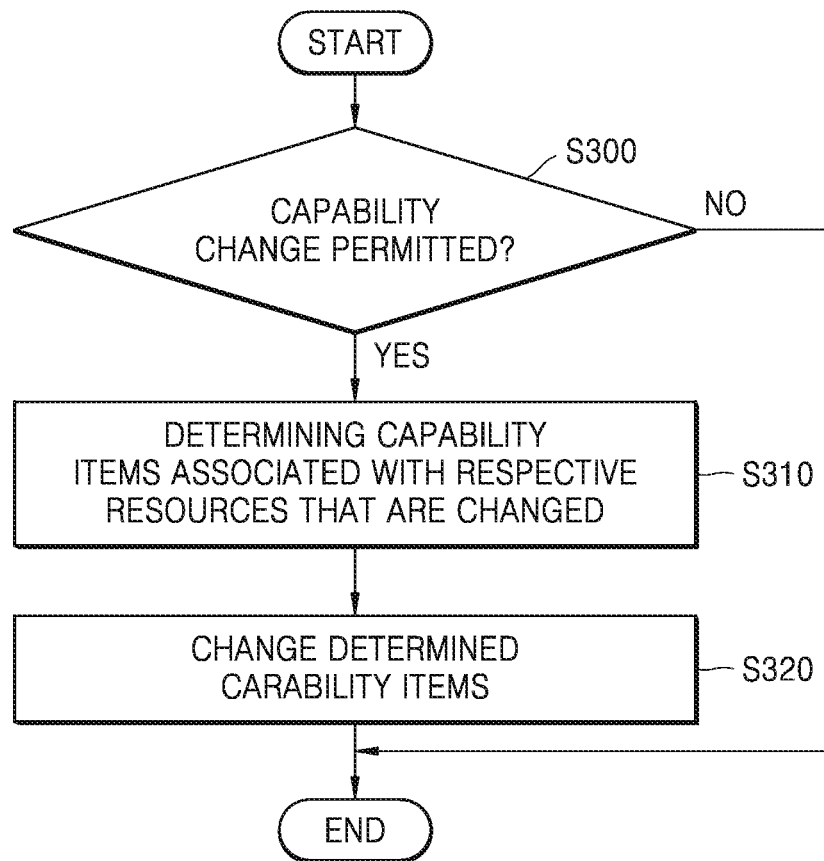 START
S300
CAPABILITY
CHANGE PERMITTED?
NO
YES
DETERMINING CAPABILITY
ITEMS ASSOCIATED WITH RESPECTIVE
RESOURCES THAT ARE CHANGED
S310
CHANGE DETERMINED
CARABILITY ITEMS
S320
END